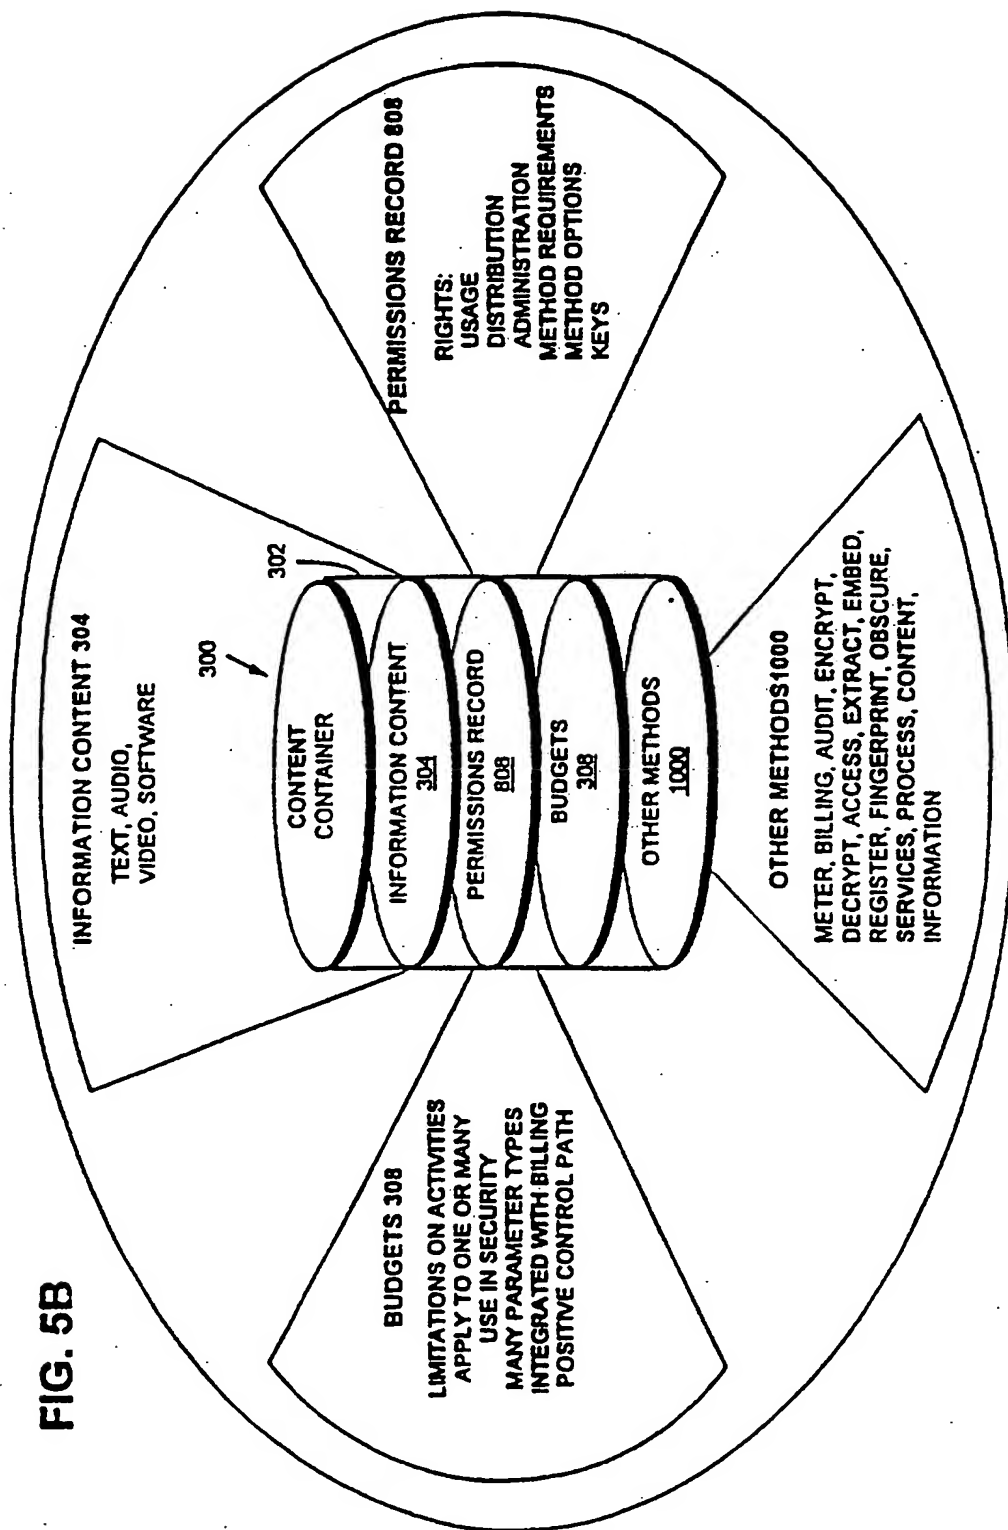 FIG. 5B
INFORMATION CONTENT 304
TEXT, AUDIO,
VIDEO, SOFTWARE
BUDGETS 308
LIMITATIONS ON ACTIVITIES
APPLY TO ONE OR MANY
USE IN SECURITY
MANY PARAMETER TYPES
INTEGRATED WITH BILLING
POSITIVE CONTROL PATH
300
302
CONTENT
CONTAINER
INFORMATION CONTENT
304
PERMISSIONS RECORD
808
BUDGETS
308
OTHER METHODS
1000
PERMISSIONS RECORD 808
RIGHTS:
USAGE
DISTRIBUTION
ADMINISTRATION
METHOD REQUIREMENTS
METHOD OPTIONS
KEYS
OTHER METHODS1000
METER, BILLING, AUDIT, ENCRYPT,
DECRYPT, ACCESS, EXTRACT, EMBED,
REGISTER, FINGERPRINT, OBSCURE,
SERVICES, PROCESS, CONTENT,
INFORMATION